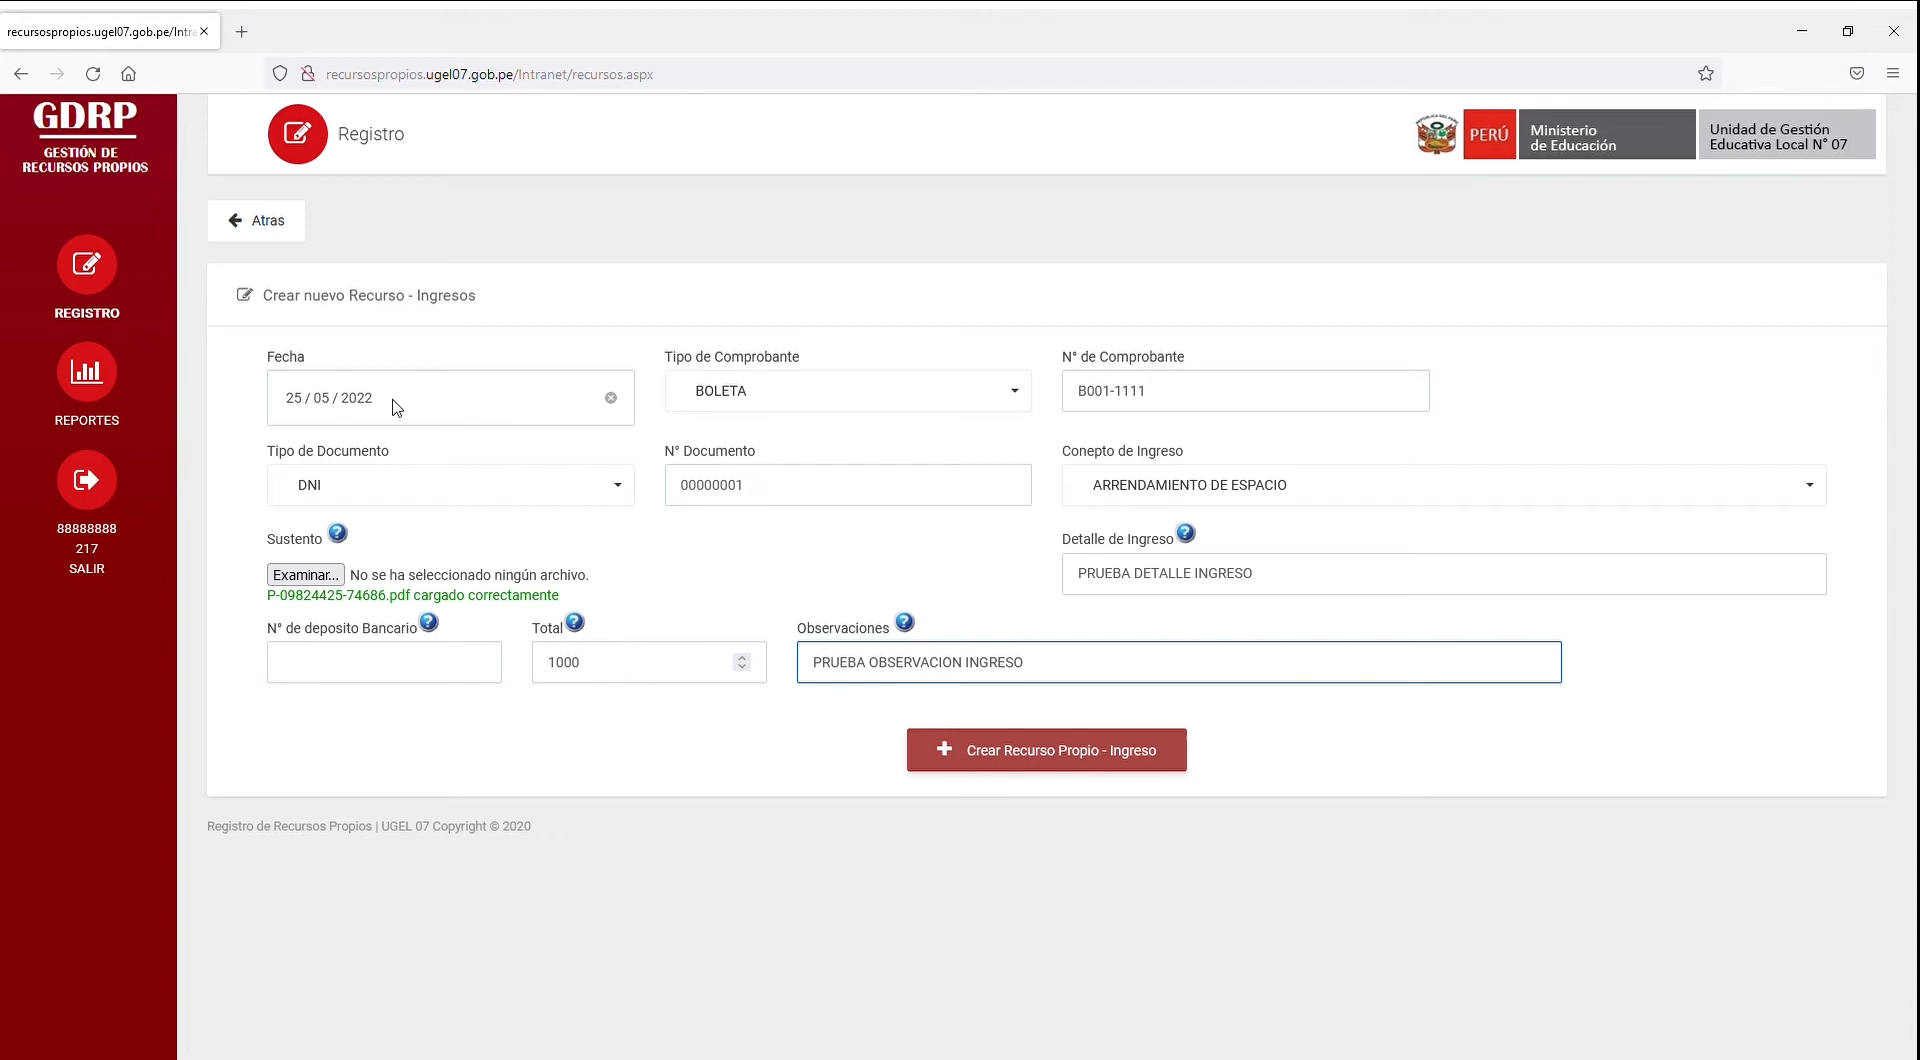 recursospropios.ugel07.gob.pe/Intra
recursospropios.ugel07.gob.pe/Intranet/recursos.aspx
GDRP
GESTIÓN DE
RECURSOS PROPIOS
REGISTRO
REPORTES
88888888
217
SALIR
Registro
PERÚ
Ministerio
de Educación
Unidad de Gestión
Educativa Local N° 07
Atras
Crear nuevo Recurso - Ingresos
Fecha
Tipo de Comprobante
N° de Comprobante
25 / 05 / 2022
BOLETA
B001-1111
Tipo de Documento
N° Documento
Conepto de Ingreso
DNI
00000001
ARRENDAMIENTO DE ESPACIO
Sustento
Detalle de Ingreso
Examinar... No se ha seleccionado ningún archivo.
PRUEBA DETALLE INGRESO
P-09824425-74686.pdf cargado correctamente
N° de deposito Bancario
Total
Observaciones
1000
PRUEBA OBSERVACION INGRESO
Crear Recurso Propio - Ingreso
Registro de Recursos Propios | UGEL 07 Copyright © 2020